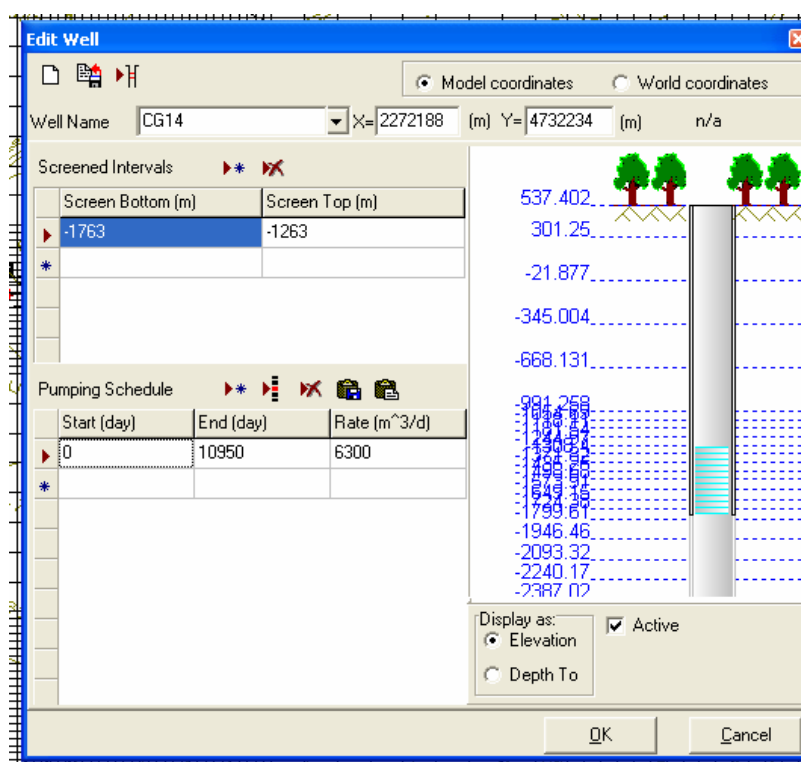 Edit Well
Model coordinates World coordinates
Well Name CG14 X= 2272188 (m) Y= 4732234 (m) n/a
Screened Intervals
Screen Bottom (m) Screen Top (m)
-1763 -1263
537.402
301.25
-21.877
-345.004
-668.131
-991.258
-1799.61
-1946.46
-2093.32
-2240.17
-2387.02
Pumping Schedule
Start (day) End (day) Rate (m^3/d)
0 10950 6300
Display as:
Elevation
Depth To
Active
OK Cancel